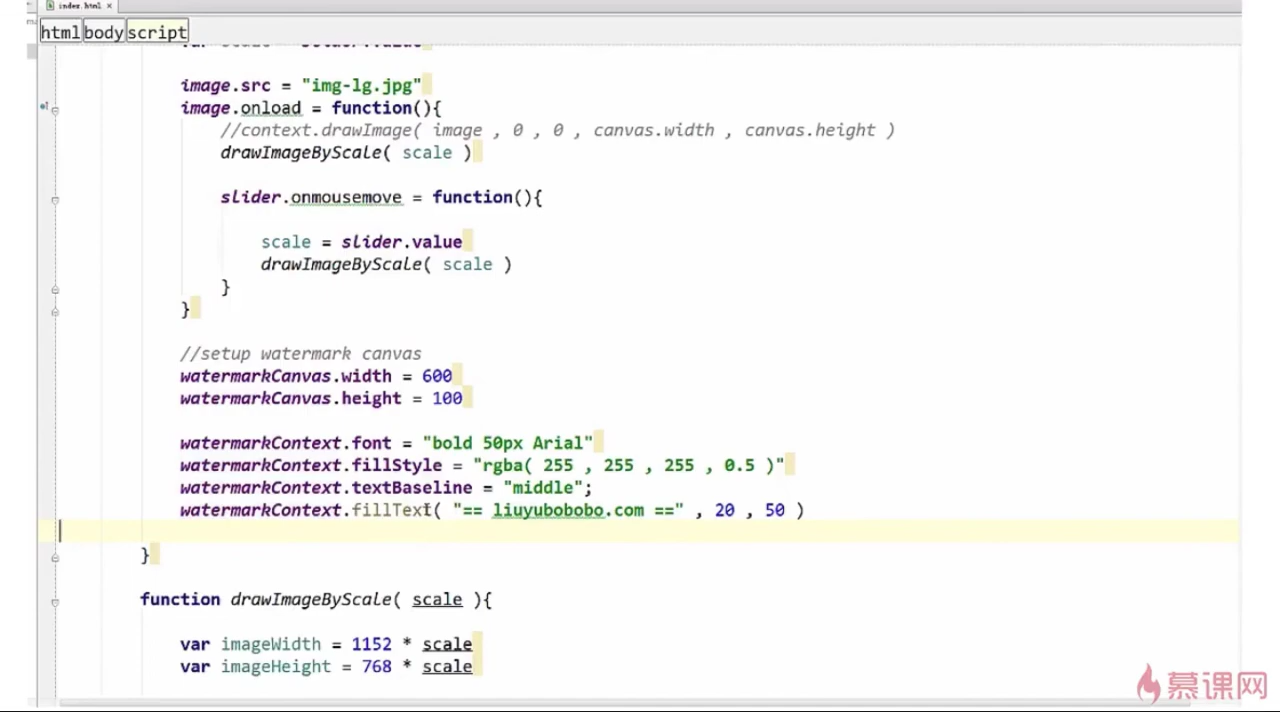 index.html ×
html body script
var scale = slider.value
image.src = "img-lg.jpg"
image.onload = function(){
//context.drawImage( image , 0 , 0 , canvas.width , canvas.height )
drawImageByScale( scale )
slider.onmousemove = function(){
scale = slider.value
drawImageByScale( scale )
}
}
//setup watermark canvas
watermarkCanvas.width = 600
watermarkCanvas.height = 100
watermarkContext.font = "bold 50px Arial"
watermarkContext.fillStyle = "rgba( 255 , 255 , 255 , 0.5 )"
watermarkContext.textBaseline = "middle";
watermarkContext.fillText( "== liuyubobobo.com ==" , 20 , 50 )
}
function drawImageByScale( scale ){
var imageWidth = 1152 * scale
var imageHeight = 768 * scale
慕课网